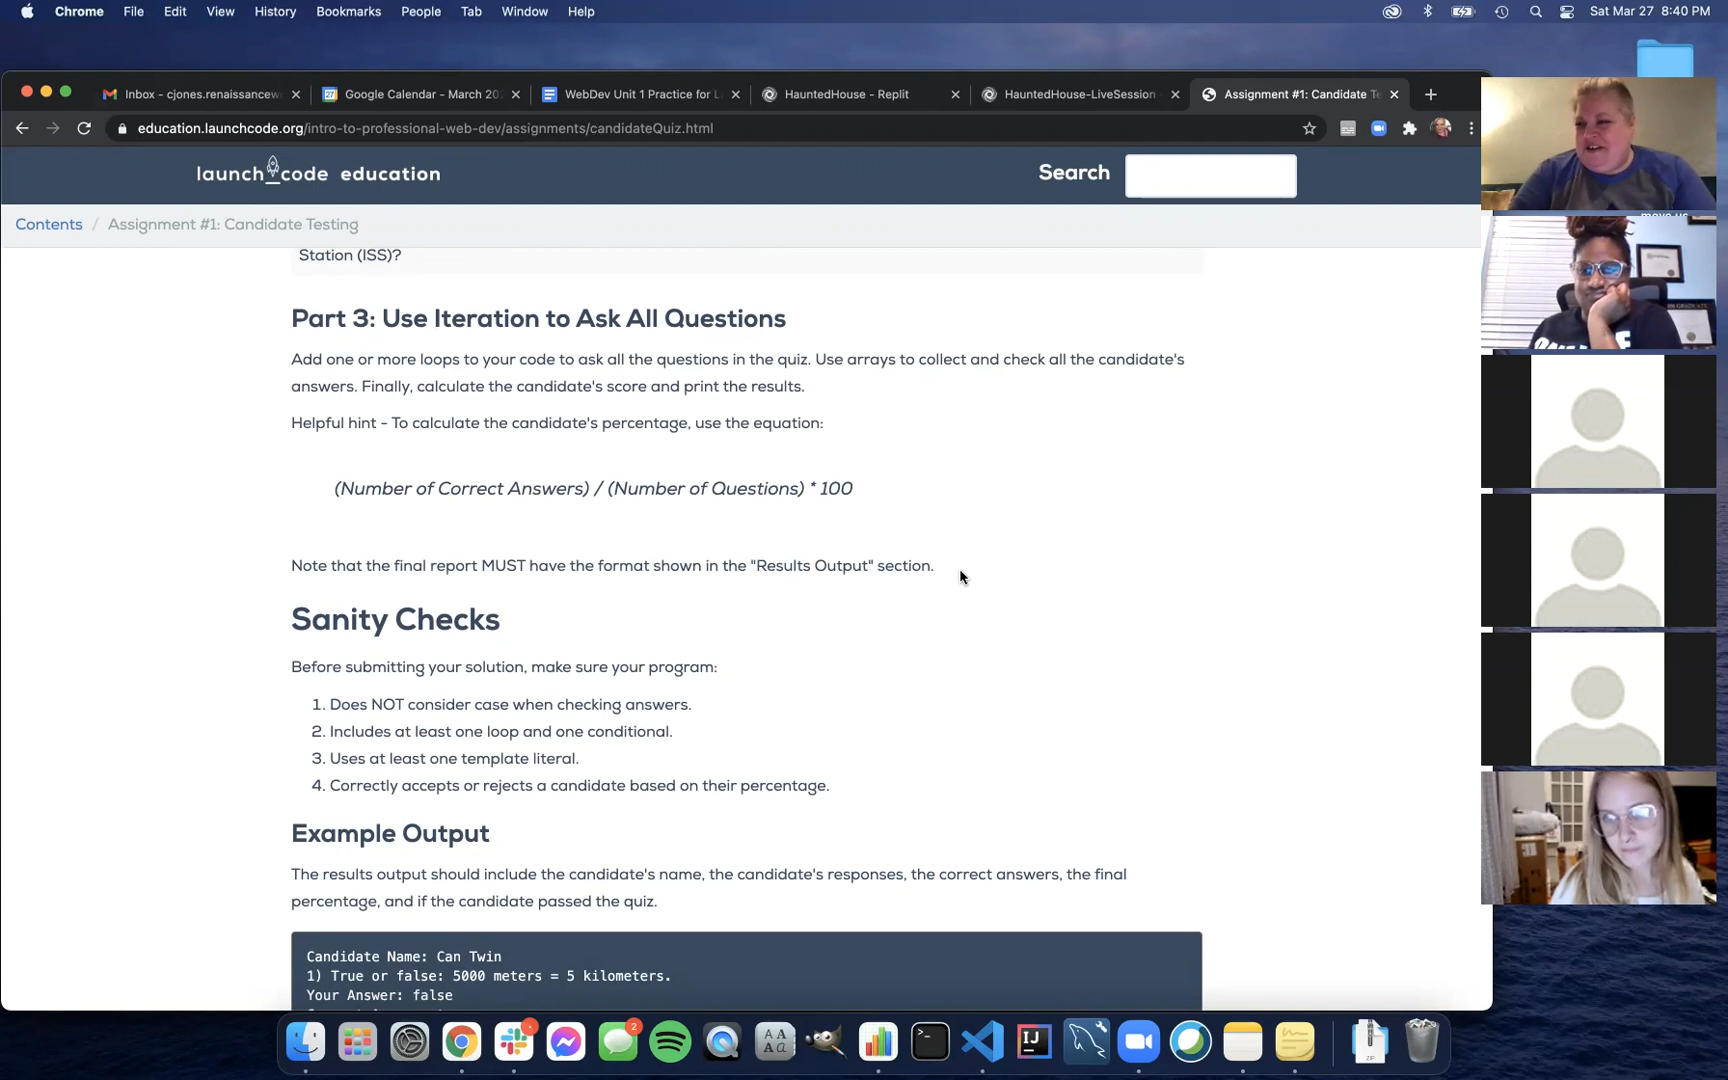 Chrome File Edit View History Bookmarks People Tab Window Help
Sat Mar 27 8:40 PM
Inbox - cjones.renaissancew
Google Calendar - March 202
WebDev Unit 1 Practice for L
HauntedHouse - Replit
HauntedHouse-LiveSession -
Assignment #1: Candidate Te
education.launchcode.org/intro-to-professional-web-dev/assignments/candidateQuiz.html
launch_code education
Search
Contents / Assignment #1: Candidate Testing
Station (ISS)?
Part 3: Use Iteration to Ask All Questions
Add one or more loops to your code to ask all the questions in the quiz. Use arrays to collect and check all the candidate's
answers. Finally, calculate the candidate's score and print the results.
Helpful hint - To calculate the candidate's percentage, use the equation:
(Number of Correct Answers) / (Number of Questions) * 100
Note that the final report MUST have the format shown in the "Results Output" section.
Sanity Checks
Before submitting your solution, make sure your program:
1. Does NOT consider case when checking answers.
2. Includes at least one loop and one conditional.
3. Uses at least one template literal.
4. Correctly accepts or rejects a candidate based on their percentage.
Example Output
The results output should include the candidate's name, the candidate's responses, the correct answers, the final
percentage, and if the candidate passed the quiz.
Candidate Name: Can Twin
1) True or false: 5000 meters = 5 kilometers.
Your Answer: false
2
ZIP